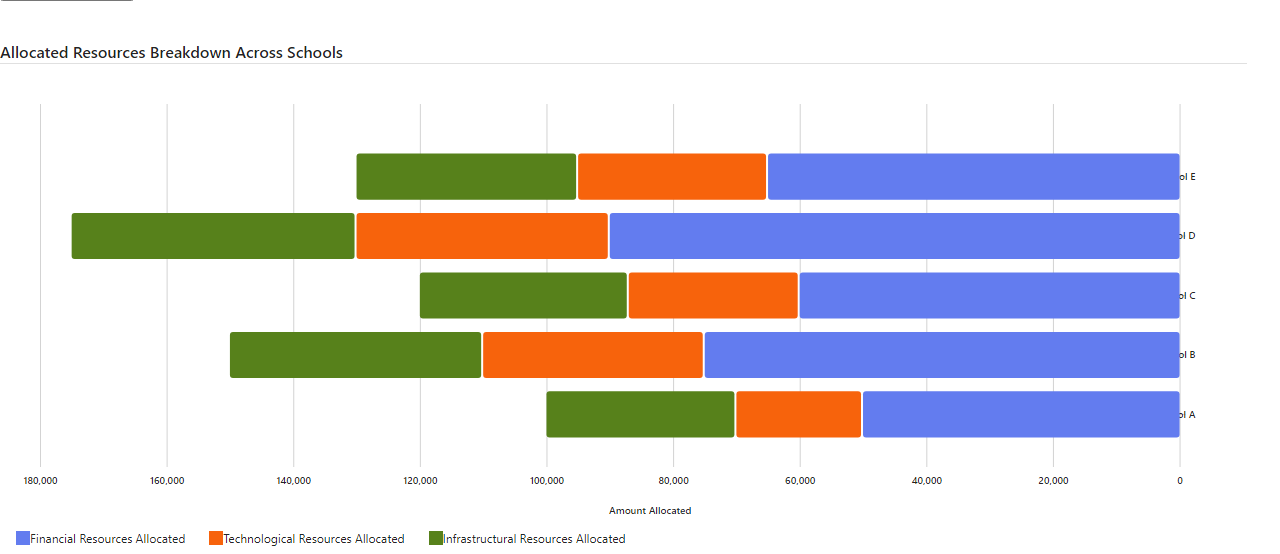 Allocated Resources Breakdown Across Schools
ol E
ol D
ol C
ol B
ol A
180,000 160,000 140,000 120,000 100,000 80,000 60,000 40,000 20,000 0
Amount Allocated
Financial Resources Allocated Technological Resources Allocated Infrastructural Resources Allocated